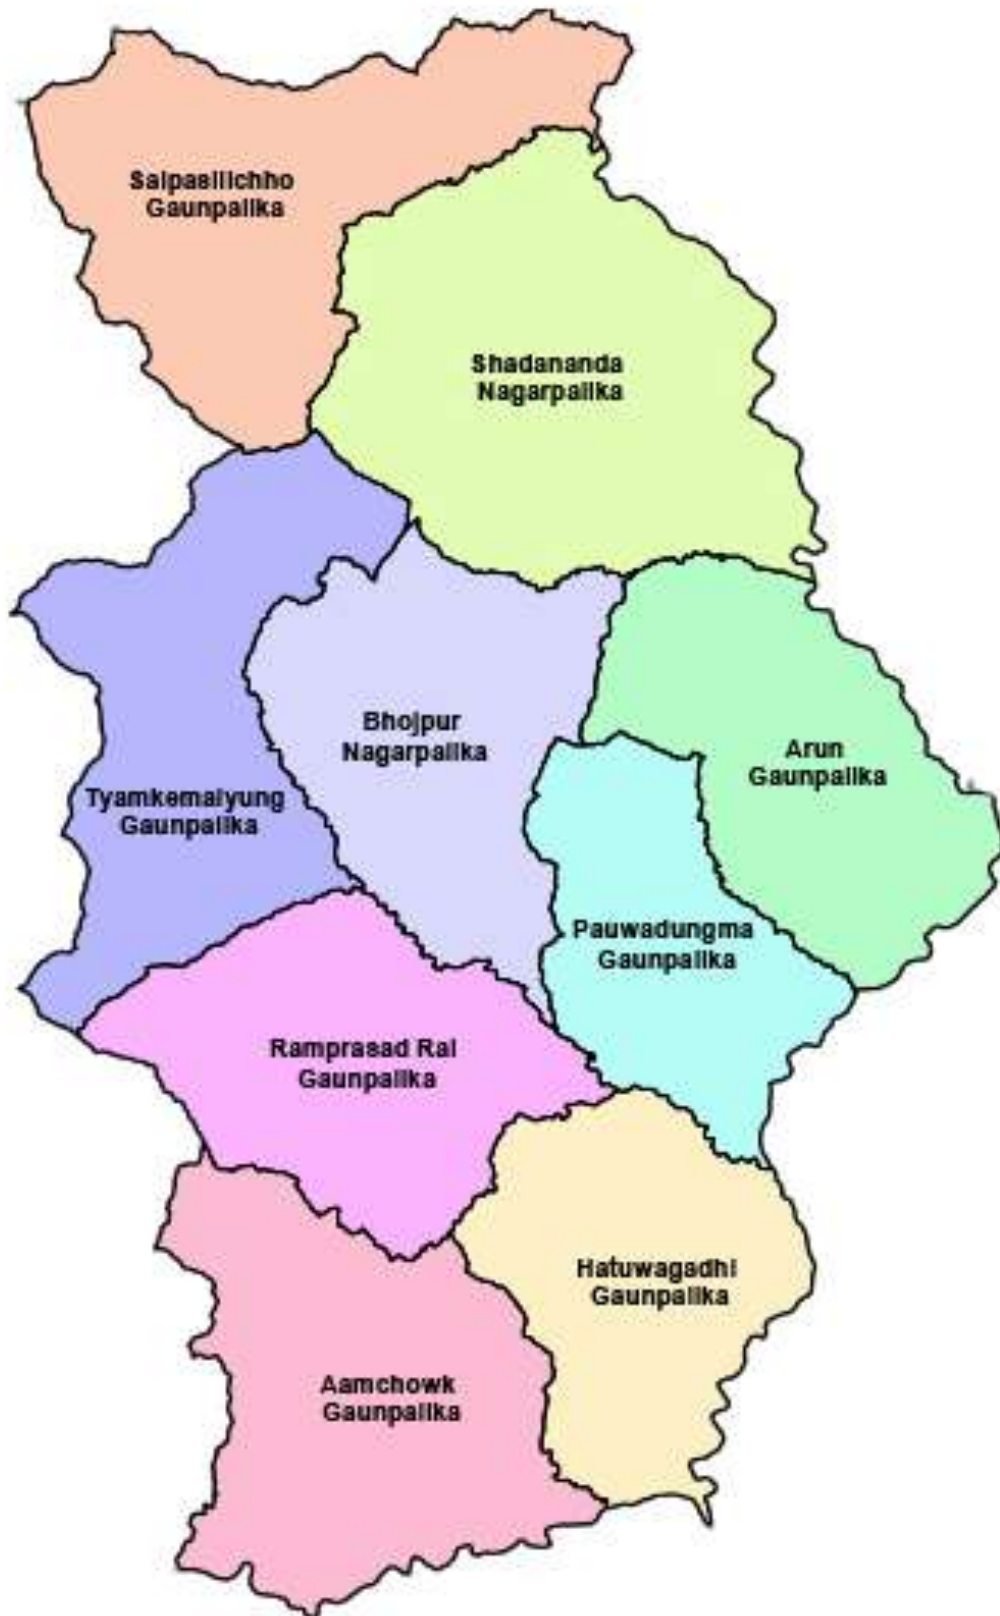 Salpasilichho
Gaunpalika
Shadananda
Nagarpalika
Bhojpur
Nagarpalika
Arun
Gaunpalika
Tyamkemaiyung
Gaunpalika
Pauwadungma
Gaunpalika
Ramprasad Rai
Gaunpalika
Hatuwagadhi
Gaunpalika
Aamchowk
Gaunpalika